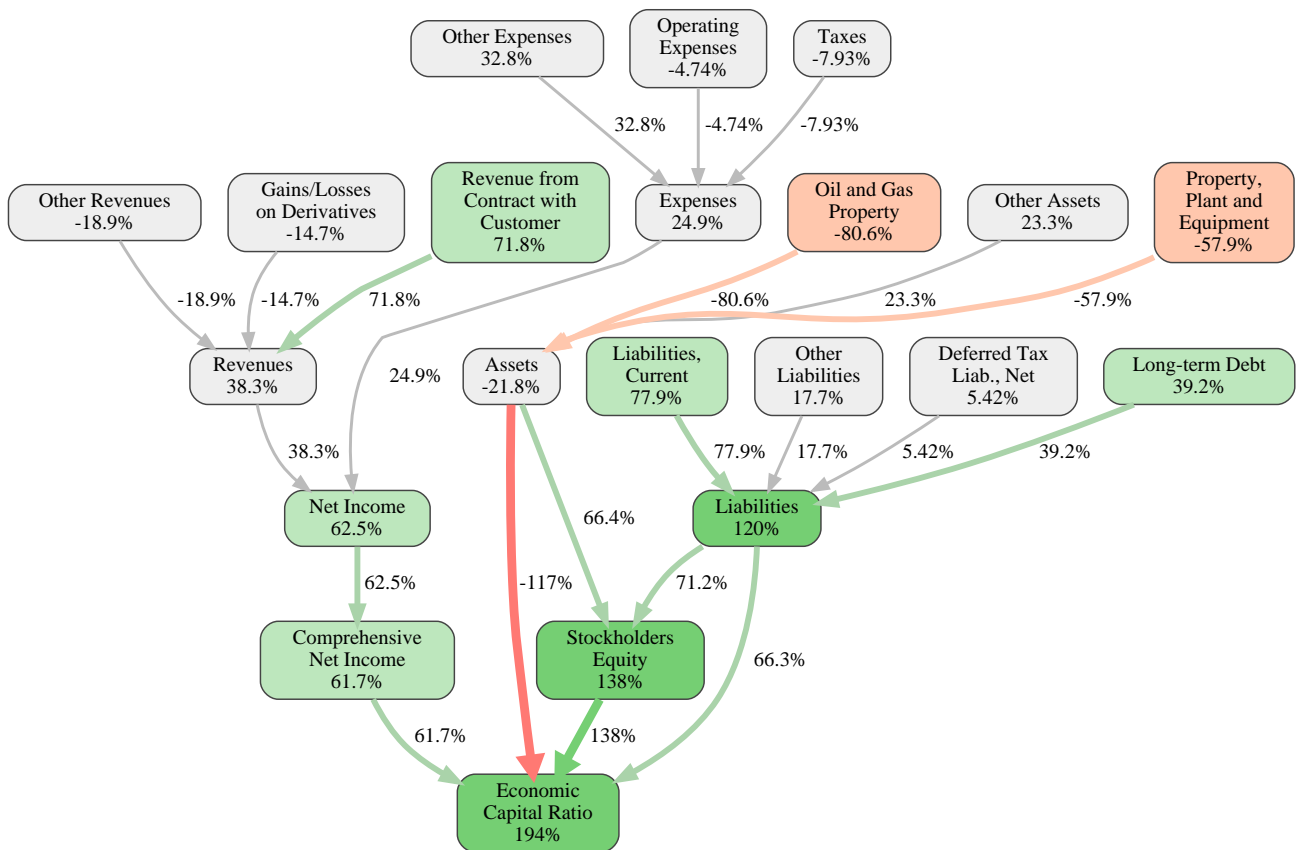 Other Expenses
32.8%
Operating
Expenses
-4.74%
Taxes
-7.93%
32.8%
-4.74%
-7.93%
Other Revenues
-18.9%
Gains/Losses
on Derivatives
-14.7%
Revenue from
Contract with
Customer
71.8%
Expenses
24.9%
Oil and Gas
Property
-80.6%
Other Assets
23.3%
Property,
Plant and
Equipment
-57.9%
-18.9%
-14.7%
71.8%
-80.6%
23.3%
-57.9%
Revenues
38.3%
24.9%
Assets
-21.8%
Liabilities,
Current
77.9%
Other
Liabilities
17.7%
Deferred Tax
Liab., Net
5.42%
Long-term Debt
39.2%
38.3%
77.9%
17.7%
5.42%
39.2%
Net Income
62.5%
66.4%
Liabilities
120%
62.5%
-117%
71.2%
Comprehensive
Net Income
61.7%
Stockholders
Equity
138%
66.3%
61.7%
138%
Economic
Capital Ratio
194%